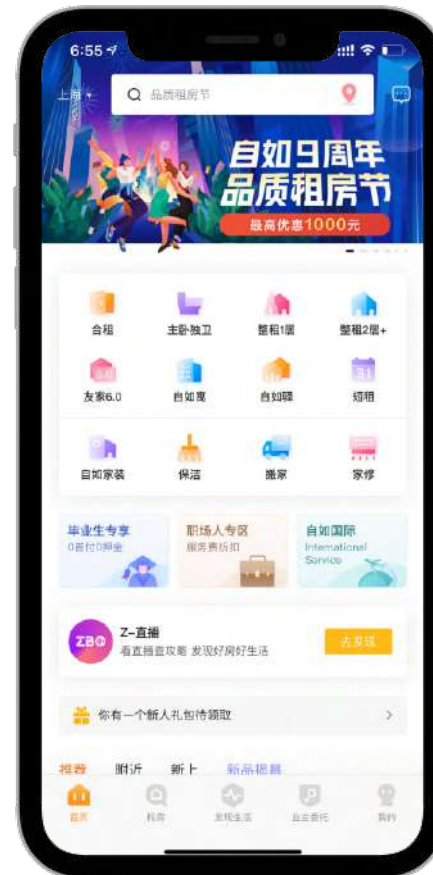 6:55
上海
品质租房节
自如9周年
品质租房节
最高优惠1000元
合租
主卧独卫
整租1居
整租2居+
友家6.0
自如寓
自如驿
短租
自如家装
保洁
搬家
家修
毕业生专享
0首付0押金
职场人专区
服务费折扣
自如国际
International
Service
ZBO
Z-直播
看直播查攻略 发现好房好生活
去发现
你有一个新人礼包待领取
推荐
附近
新上
新品揭幕
首页
找房
发现生活
业主委托
我的